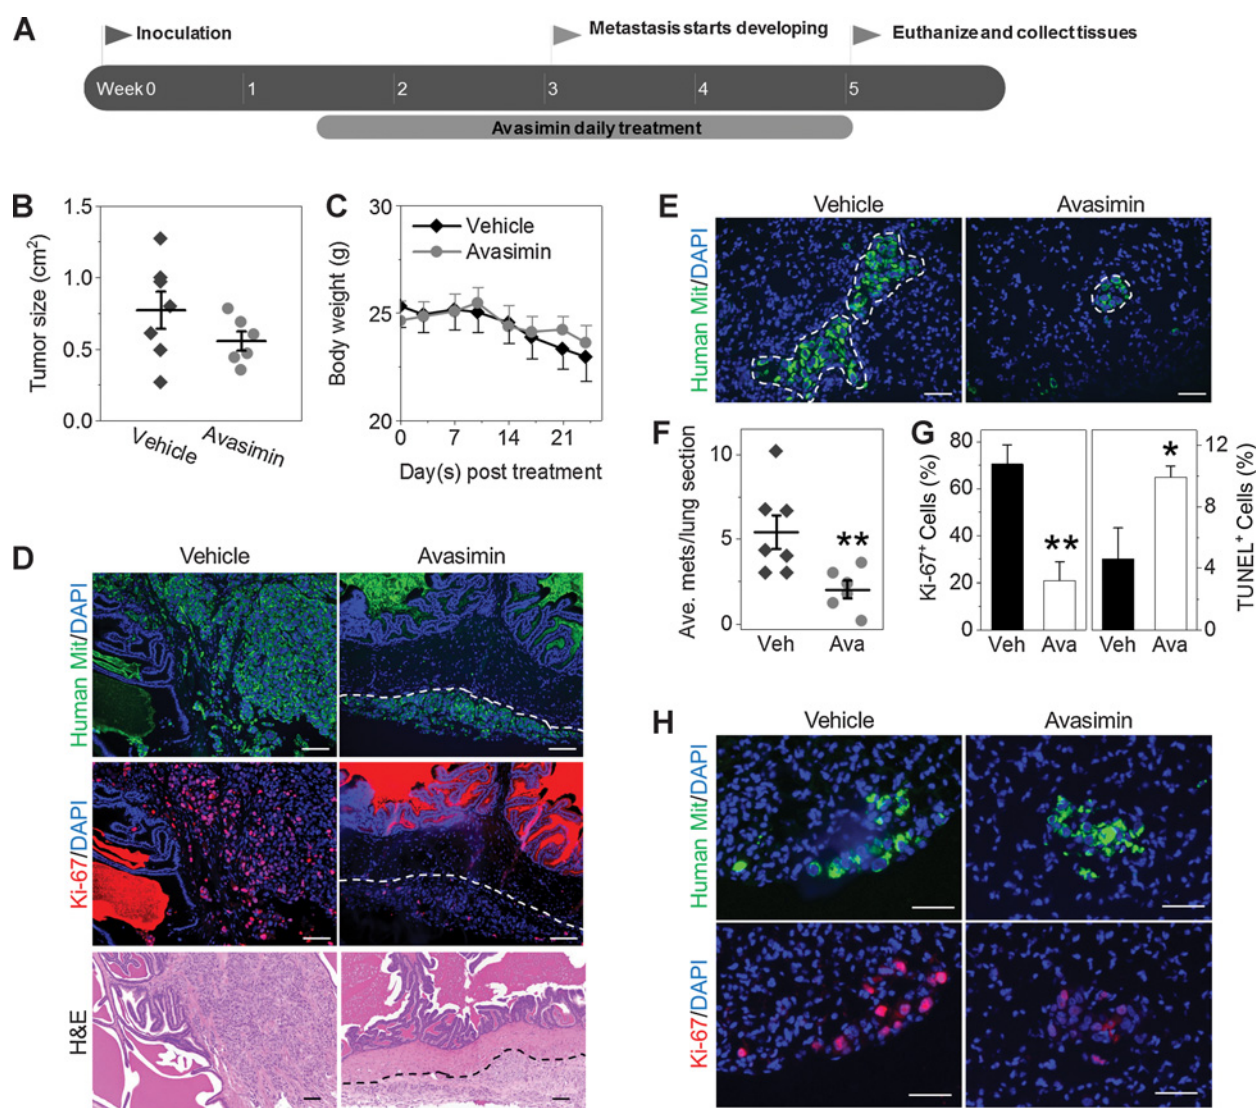 A
Inoculation
Metastasis starts developing
Euthanize and collect tissues
Week 0 1 2 3 4 5
Avasimin daily treatment
B
Tumor size (cm²)
1.5
1.0
0.5
0.0
Vehicle
Avasimin
C
Body weight (g)
30
25
20
Vehicle
Avasimin
0 7 14 21
Day(s) post treatment
D
Vehicle Avasimin
Human Mit/DAPI
Ki-67/DAPI
H&E
E
Vehicle Avasimin
Human Mit/DAPI
F
Ave. mets/lung section
10
5
0
**
Veh Ava
G
Ki-67⁺ Cells (%)
80
60
40
20
0
**
Veh Ava
*
Veh Ava
12
8
4
0
TUNEL⁺ Cells (%)
H
Vehicle Avasimin
Human Mit/DAPI
Ki-67/DAPI